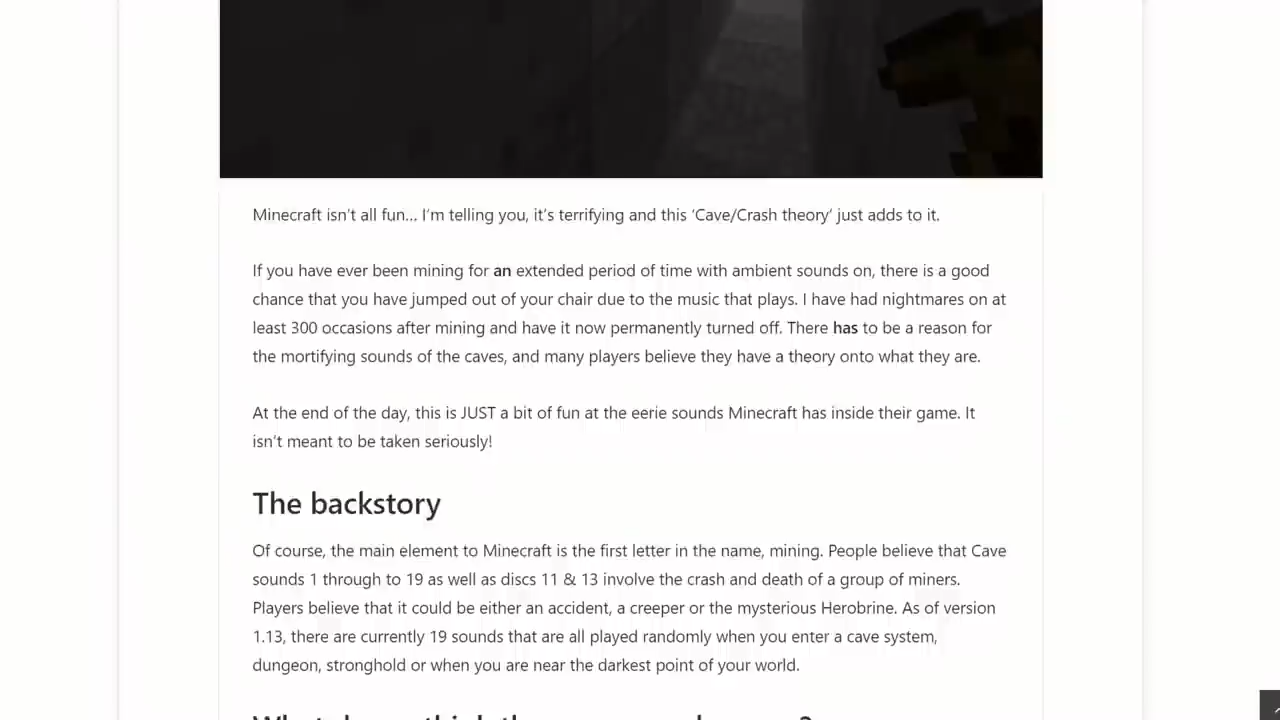 Minecraft isn't all fun... I'm telling you, it's terrifying and this 'Cave/Crash theory' just adds to it.
If you have ever been mining for an extended period of time with ambient sounds on, there is a good
chance that you have jumped out of your chair due to the music that plays. I have had nightmares on at
least 300 occasions after mining and have it now permanently turned off. There has to be a reason for
the mortifying sounds of the caves, and many players believe they have a theory onto what they are.
At the end of the day, this is JUST a bit of fun at the eerie sounds Minecraft has inside their game. It
isn't meant to be taken seriously!
The backstory
Of course, the main element to Minecraft is the first letter in the name, mining. People believe that Cave
sounds 1 through to 19 as well as discs 11 & 13 involve the crash and death of a group of miners.
Players believe that it could be either an accident, a creeper or the mysterious Herobrine. As of version
1.13, there are currently 19 sounds that are all played randomly when you enter a cave system,
dungeon, stronghold or when you are near the darkest point of your world.